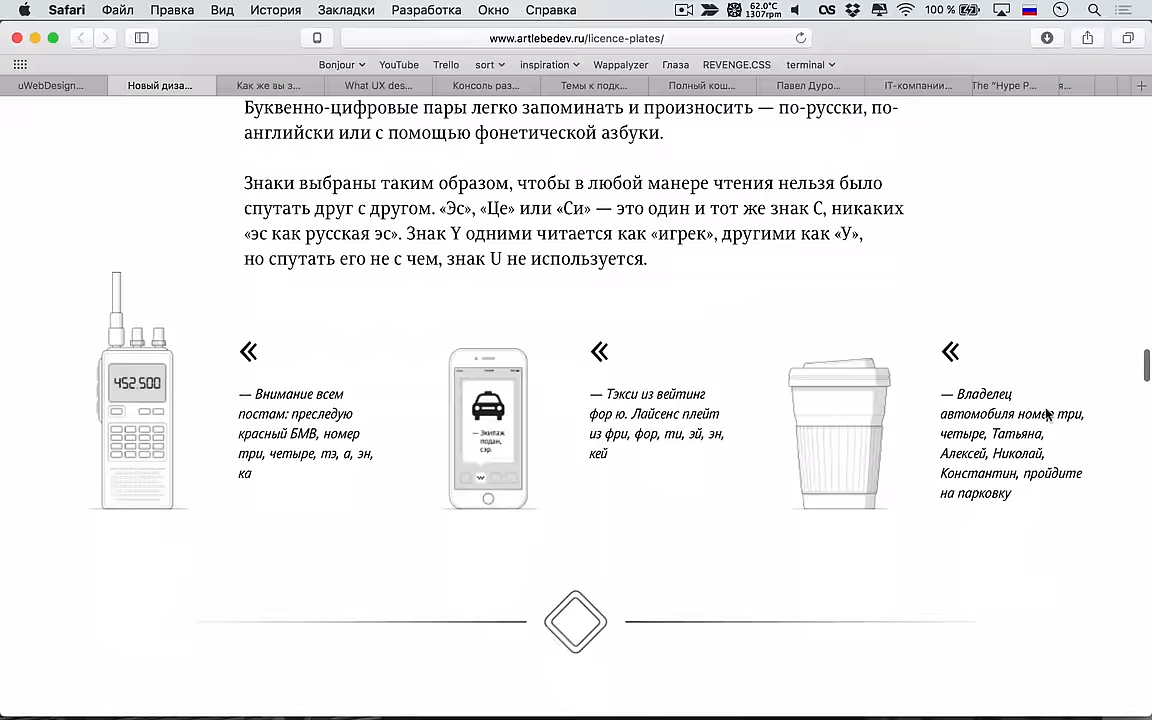 Safari Файл Правка Вид История Закладки Разработка Окно Справка 62.0°C 1307rpm 100 %
www.artlebedev.ru/licence-plates/
Bonjour YouTube Trello sort inspiration Wappalyzer Глаза REVENGE.CSS terminal
uWebDesign... Новый диза... Как же вы з... What UX des... Консоль раз... Темы к подк... Полный кош... Павел Дуро... IT-компании... The "Hype P... я...
Буквенно-цифровые пары легко запоминать и произносить — по-русски, по-
английски или с помощью фонетической азбуки.
Знаки выбраны таким образом, чтобы в любой манере чтения нельзя было
спутать друг с другом. «Эс», «Це» или «Си» — это один и тот же знак C, никаких
«эс как русская эс». Знак Y одними читается как «игрек», другими как «У»,
но спутать его не с чем, знак U не используется.
452.500
«
— Внимание всем
постам: преследую
красный БМВ, номер
три, четыре, тэ, а, эн,
ка
— Экипаж
подан,
сэр.
«
— Тэкси из вейтинг
фор ю. Лайсенс плейт
из фри, фор, ти, эй, эн,
кей
«
— Владелец
автомобиля номер три,
четыре, Татьяна,
Алексей, Николай,
Константин, пройдите
на парковку